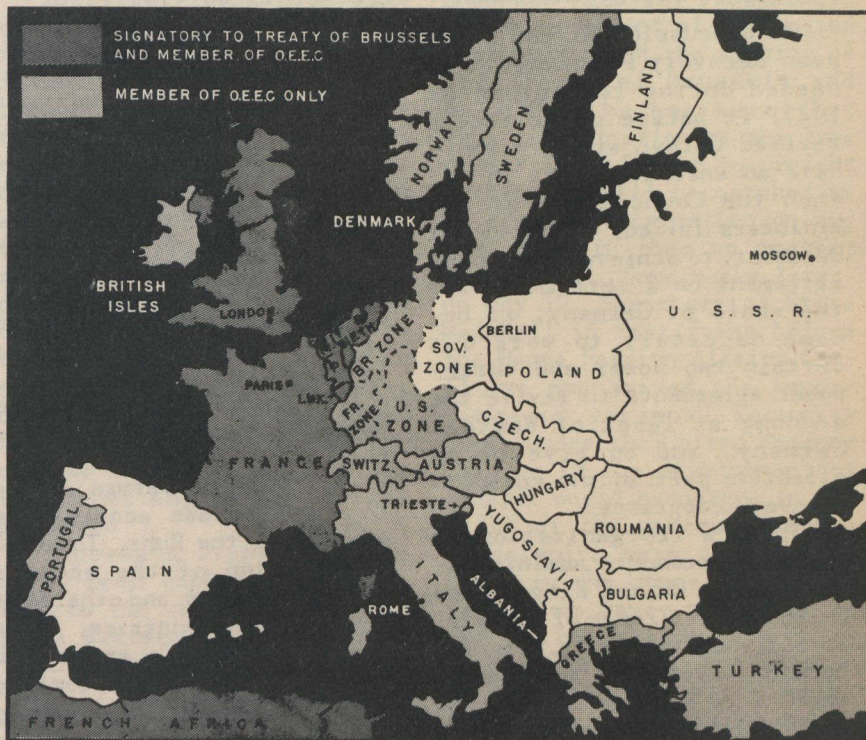 SIGNATORY TO TREATY OF BRUSSELS
AND MEMBER OF O.E.E.C
MEMBER OF O.E.E.C ONLY
NORWAY
SWEDEN
FINLAND
DENMARK
MOSCOW
BRITISH
ISLES
LONDON
U. S. S. R.
NETH.
BR. ZONE
BERLIN
SOV.
ZONE
POLAND
PARIS
LUX.
FR.
ZONE
U.S.
ZONE
CZECH.
FRANCE
SWITZ.
AUSTRIA
HUNGARY
TRIESTE
ROUMANIA
YUGOSLAVIA
PORTUGAL
SPAIN
ITALY
BULGARIA
ROME
ALBANIA
GREECE
TURKEY
FRENCH AFRICA